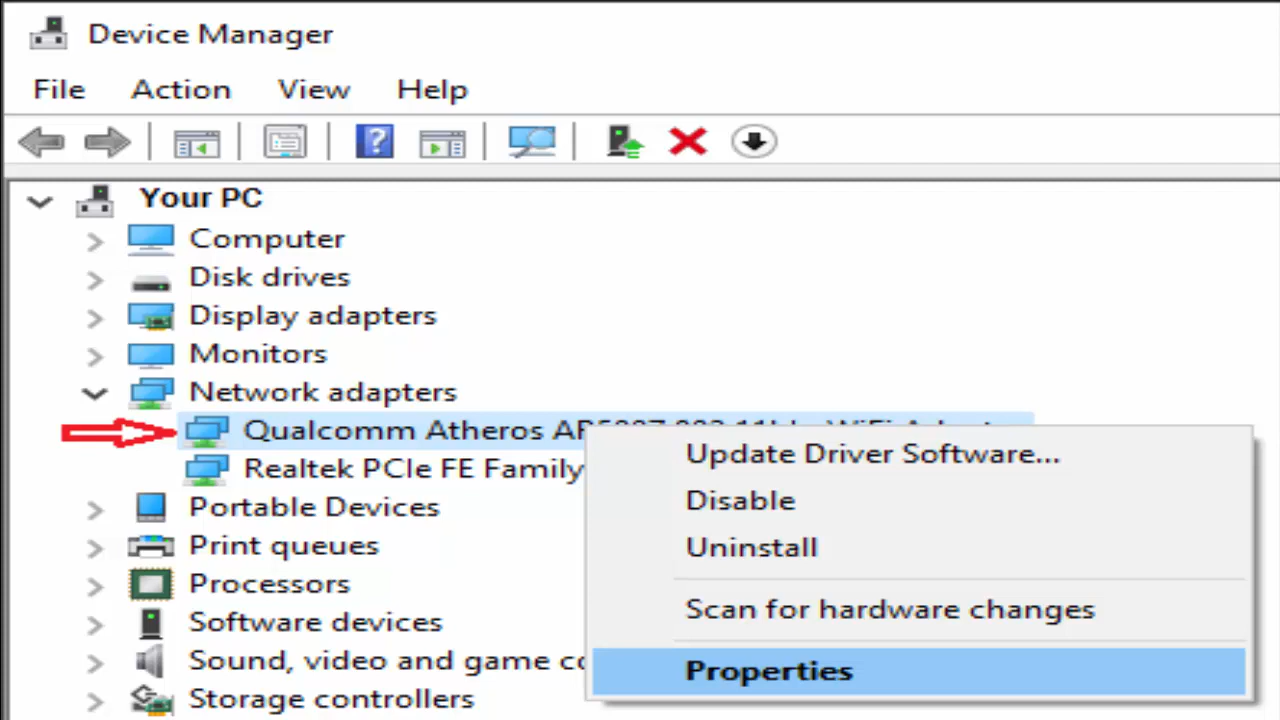 Device Manager
File Action View Help
Your PC
Computer
Disk drives
Display adapters
Monitors
Network adapters
Qualcomm Atheros
Realtek PCIe FE Family
Portable Devices
Print queues
Processors
Software devices
Sound, video and game
Storage controllers
Update Driver Software...
Disable
Uninstall
Scan for hardware changes
Properties